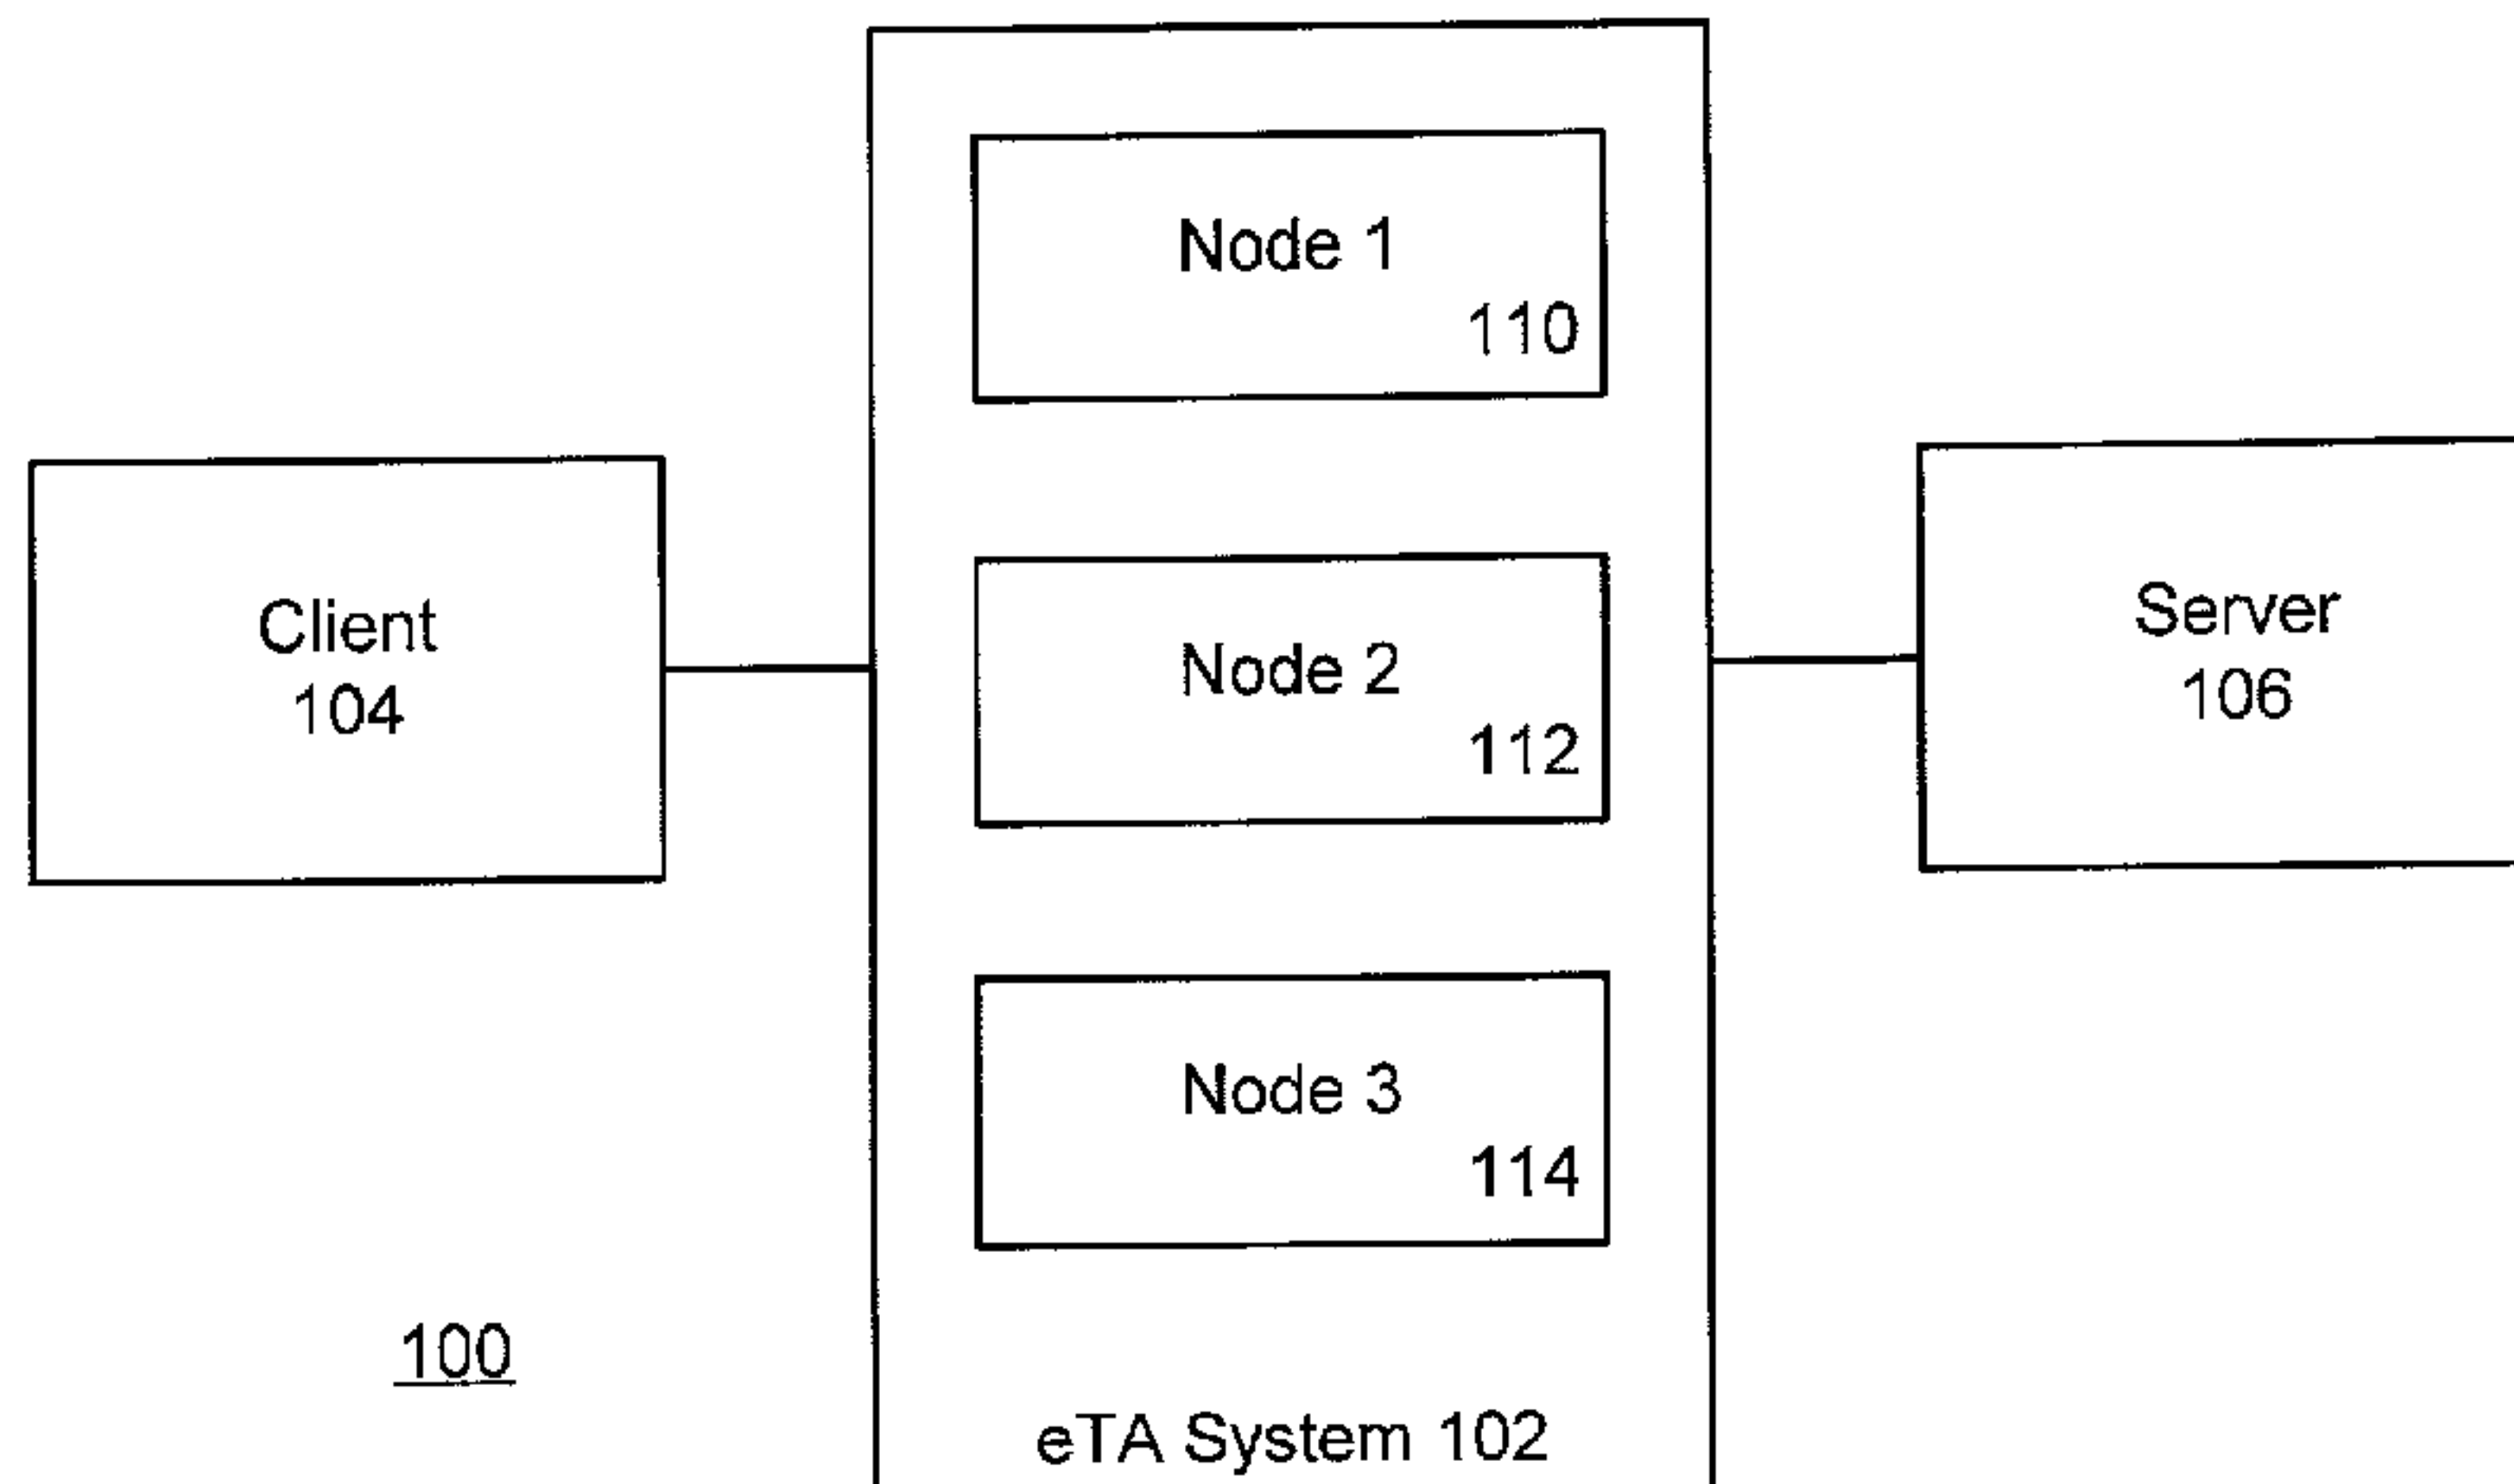 Node 1
110
Client
104
Node 2
112
Server
106
Node 3
114
100
eTA System 102